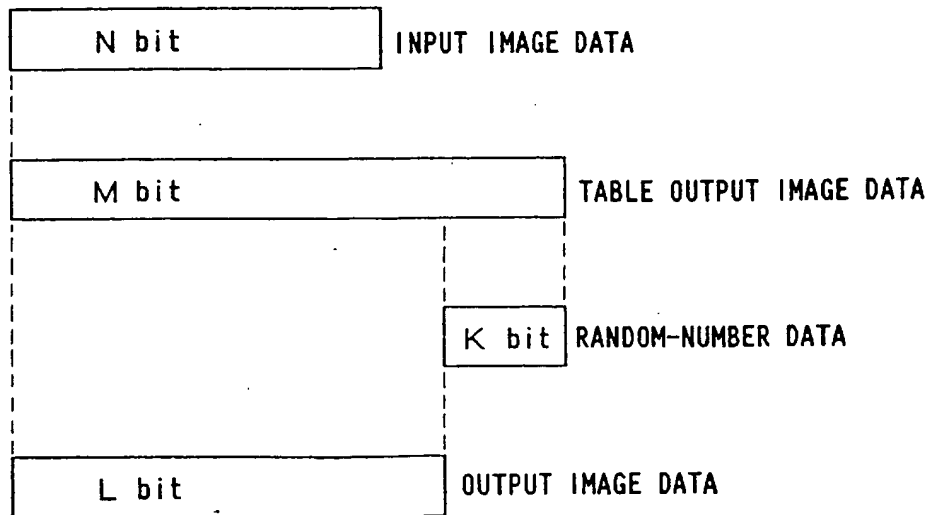 N bit INPUT IMAGE DATA
M bit TABLE OUTPUT IMAGE DATA
K bit RANDOM-NUMBER DATA
L bit OUTPUT IMAGE DATA